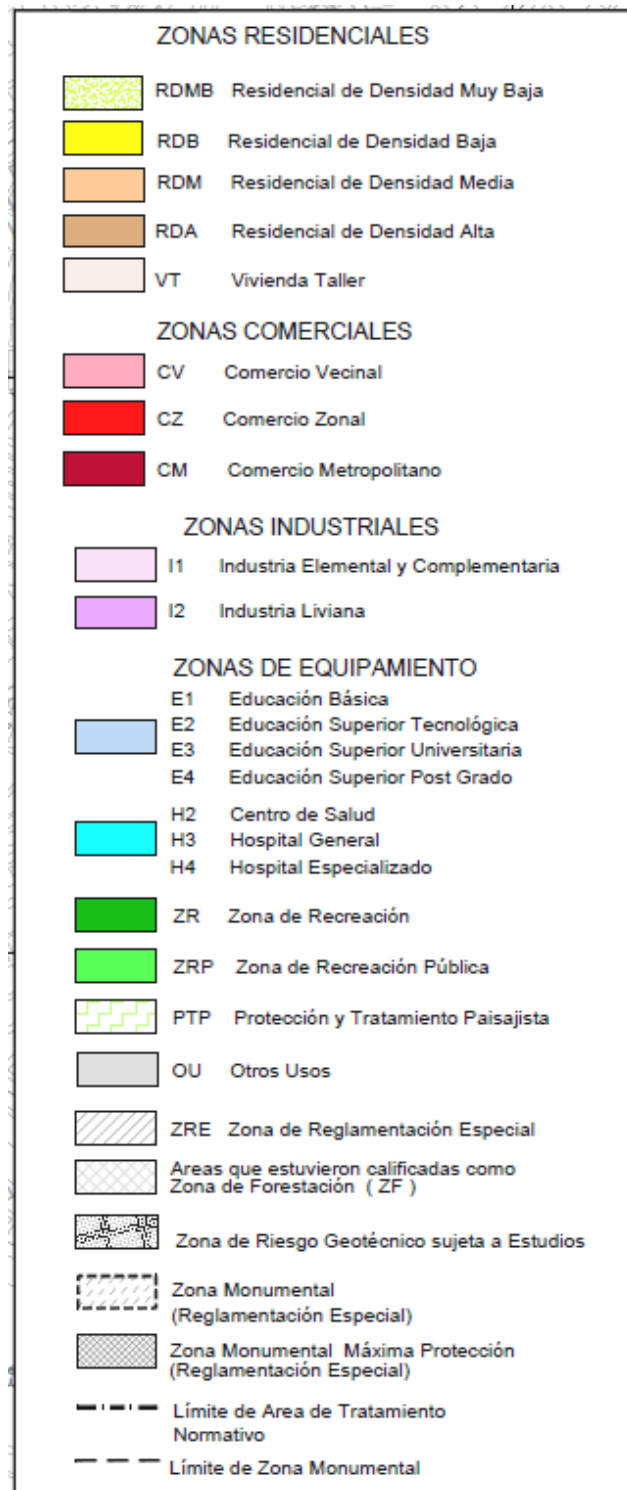 ZONAS RESIDENCIALES
RDMB Residencial de Densidad Muy Baja
RDB Residencial de Densidad Baja
RDM Residencial de Densidad Media
RDA Residencial de Densidad Alta
VT Vivienda Taller
ZONAS COMERCIALES
CV Comercio Vecinal
CZ Comercio Zonal
CM Comercio Metropolitano
ZONAS INDUSTRIALES
I1 Industria Elemental y Complementaria
I2 Industria Liviana
ZONAS DE EQUIPAMIENTO
E1 Educación Básica
E2 Educación Superior Tecnológica
E3 Educación Superior Universitaria
E4 Educación Superior Post Grado
H2 Centro de Salud
H3 Hospital General
H4 Hospital Especializado
ZR Zona de Recreación
ZRP Zona de Recreación Pública
PTP Protección y Tratamiento Paisajista
OU Otros Usos
ZRE Zona de Reglamentación Especial
Areas que estuvieron calificadas como
Zona de Forestación ( ZF )
Zona de Riesgo Geotécnico sujeta a Estudios
Zona Monumental
(Reglamentación Especial)
Zona Monumental Máxima Protección
(Reglamentación Especial)
Límite de Area de Tratamiento
Normativo
Límite de Zona Monumental